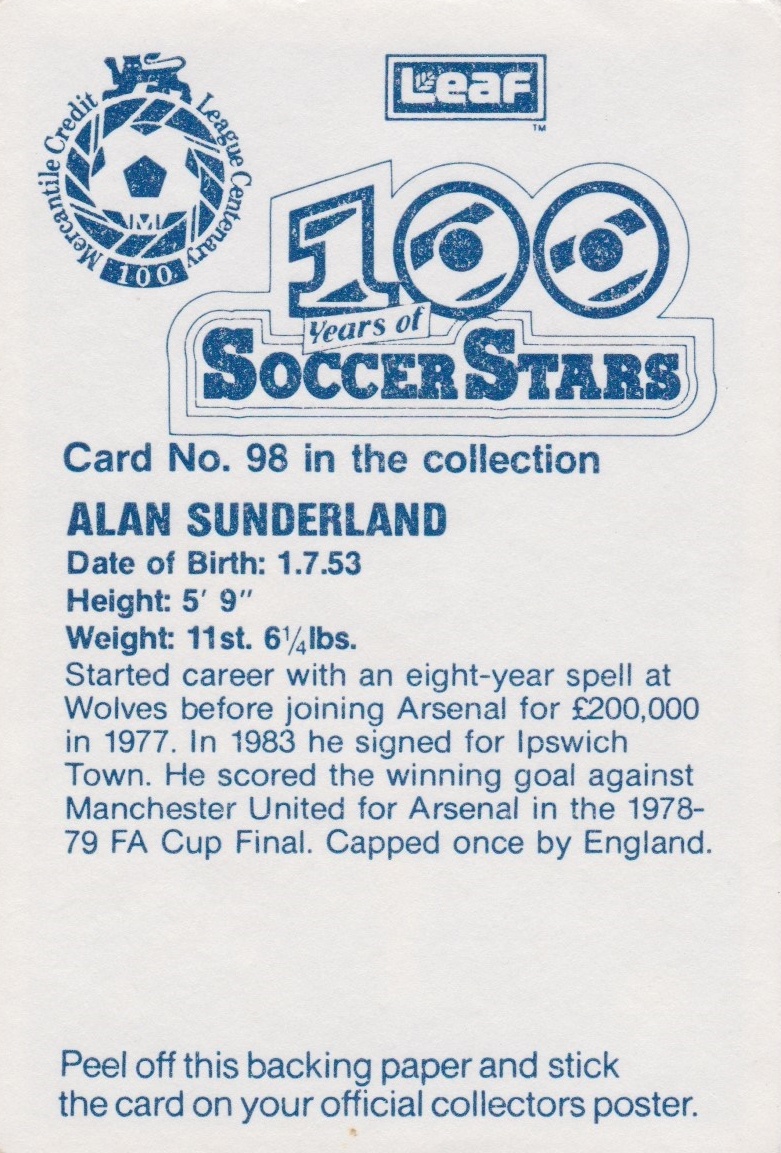 Mercantile Credit League Centenary
100
Leaf
TM
100
Years of
SOCCER STARS
Card No. 98 in the collection
ALAN SUNDERLAND
Date of Birth: 1.7.53
Height: 5′ 9″
Weight: 11st. 6¼lbs.
Started career with an eight-year spell at
Wolves before joining Arsenal for £200,000
in 1977. In 1983 he signed for Ipswich
Town. He scored the winning goal against
Manchester United for Arsenal in the 1978-
79 FA Cup Final. Capped once by England.
Peel off this backing paper and stick
the card on your official collectors poster.